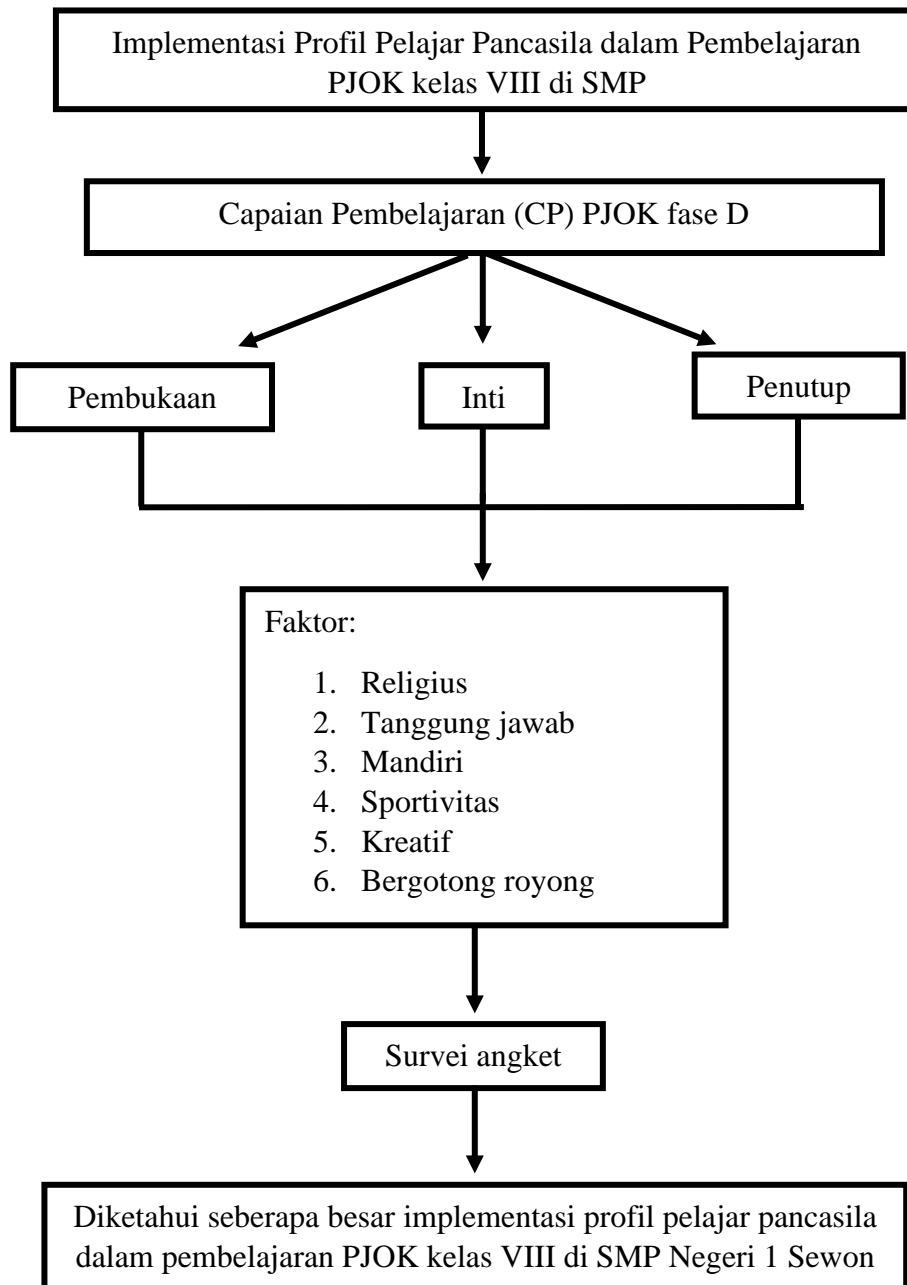 Implementasi Profil Pelajar Pancasila dalam Pembelajaran
PJOK kelas VIII di SMP
Capaian Pembelajaran (CP) PJOK fase D
Pembukaan
Inti
Penutup
Faktor:
1. Religius
2. Tanggung jawab
3. Mandiri
4. Sportivitas
5. Kreatif
6. Bergotong royong
Survei angket
Diketahui seberapa besar implementasi profil pelajar pancasila
dalam pembelajaran PJOK kelas VIII di SMP Negeri 1 Sewon